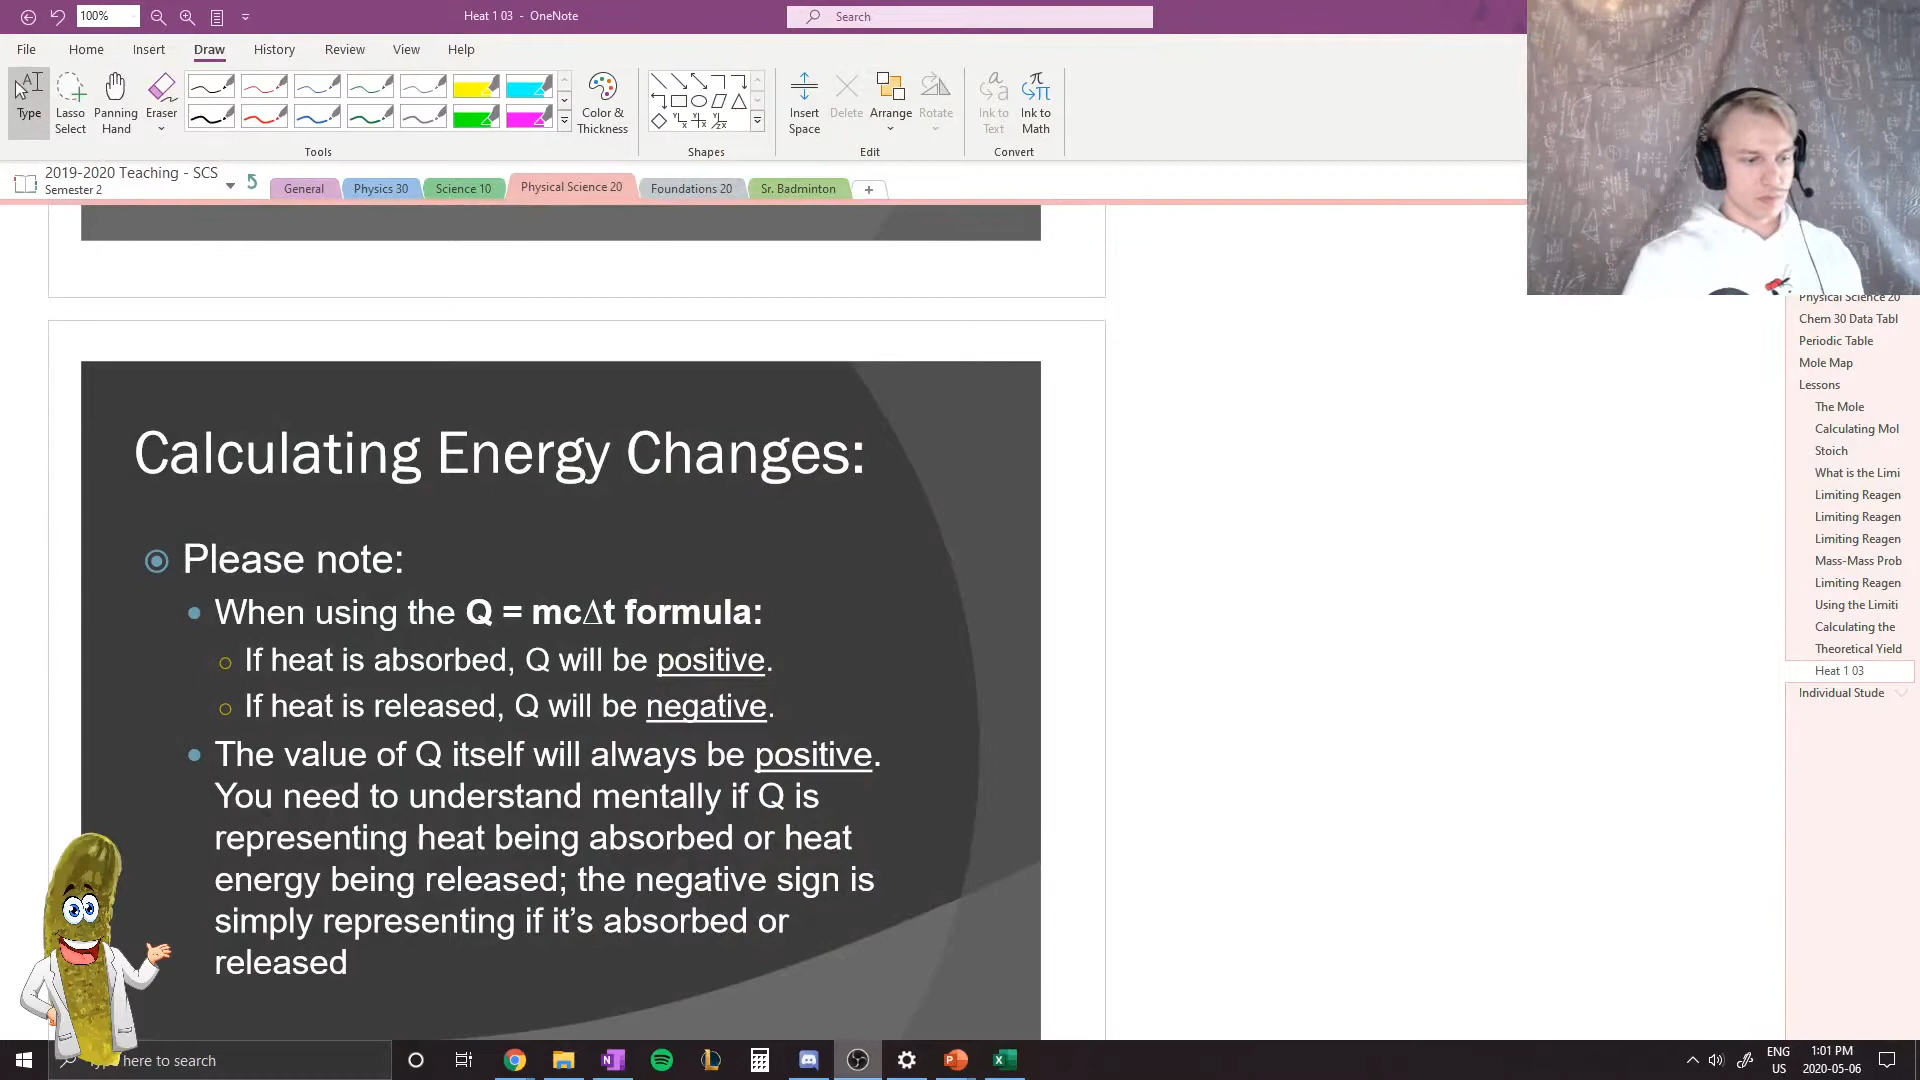 100%
Heat 1 03 - OneNote
Search
File Home Insert Draw History Review View Help
Type
Lasso Select
Panning Hand
Eraser
Color & Thickness
Insert Space
Delete
Arrange
Rotate
Ink to Text
Ink to Math
Tools Shapes Edit Convert
2019-2020 Teaching - SCS
Semester 2
General Physics 30 Science 10 Physical Science 20 Foundations 20 Sr. Badminton +
Physical Science 20
Chem 30 Data Tabl
Periodic Table
Mole Map
Lessons
The Mole
Calculating Mol
Stoich
What is the Limi
Limiting Reagen
Limiting Reagen
Limiting Reagen
Mass-Mass Prob
Limiting Reagen
Using the Limiti
Calculating the
Theoretical Yield
Heat 1 03
Individual Stude
Calculating Energy Changes:
Please note:
When using the Q = mc∆t formula:
If heat is absorbed, Q will be positive.
If heat is released, Q will be negative.
The value of Q itself will always be positive.
You need to understand mentally if Q is
representing heat being absorbed or heat
energy being released; the negative sign is
simply representing if it’s absorbed or
released
here to search
ENG
US
1:01 PM
2020-05-06